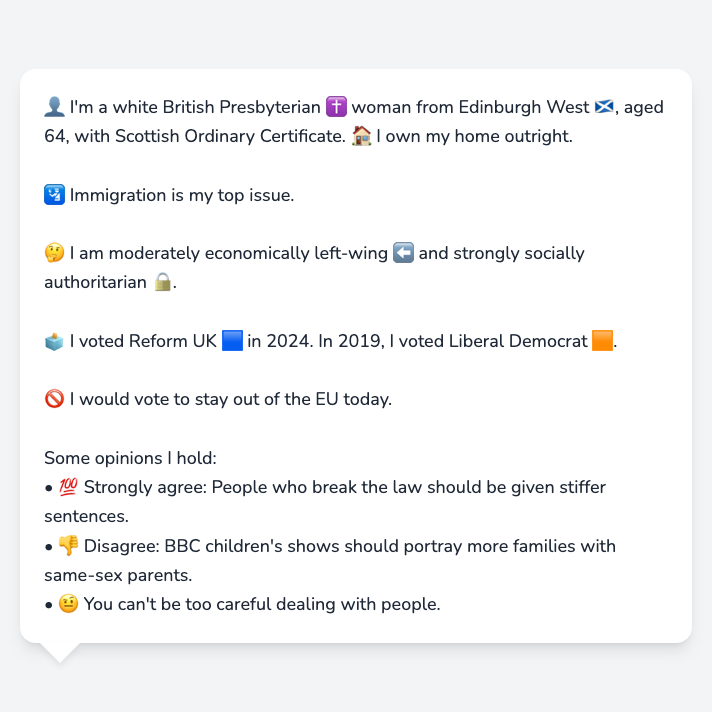 👤 I'm a white British Presbyterian ✝️ woman from Edinburgh West 🏴󠁧󠁢󠁳󠁣󠁴󠁿, aged
64, with Scottish Ordinary Certificate. 🏠 I own my home outright.
🛂 Immigration is my top issue.
🤔 I am moderately economically left-wing ⬅️ and strongly socially
authoritarian 🔒.
🗳️ I voted Reform UK 🟦 in 2024. In 2019, I voted Liberal Democrat 🟧.
🚫 I would vote to stay out of the EU today.
Some opinions I hold:
• 💯 Strongly agree: People who break the law should be given stiffer
sentences.
• 👎 Disagree: BBC children's shows should portray more families with
same-sex parents.
• 🤨 You can't be too careful dealing with people.